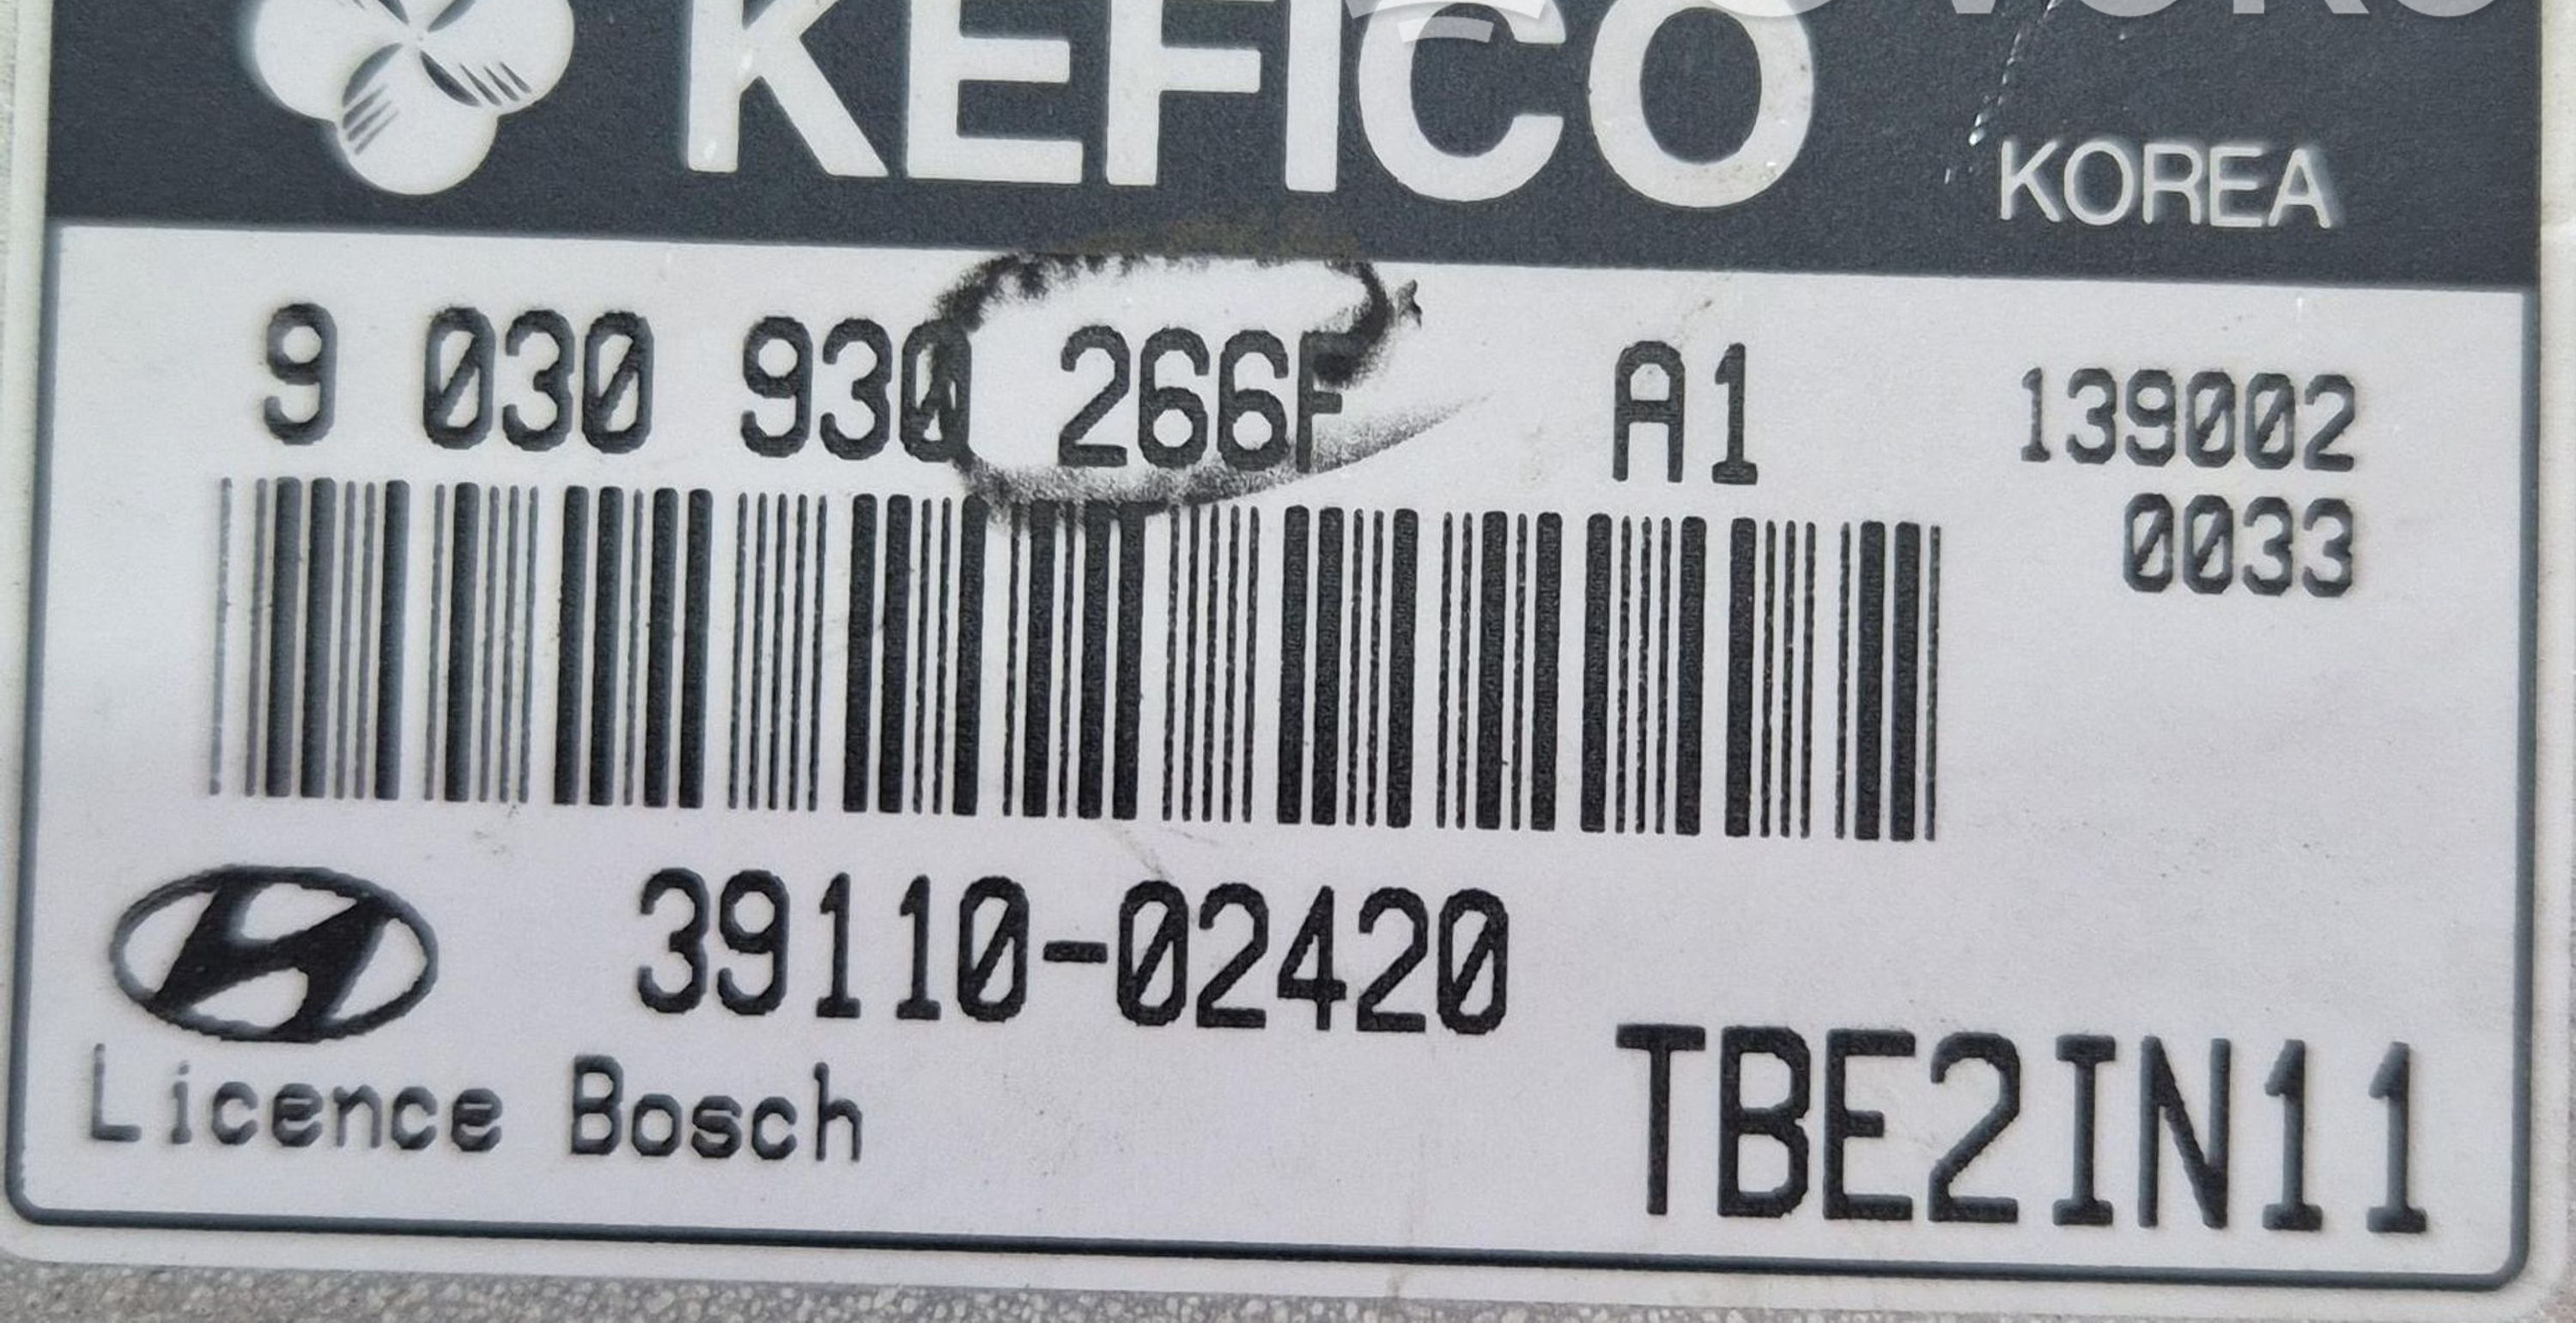 KEFICO
KOREA
9 030 930 266F A1 139002
0033
39110-02420
Licence Bosch
TBE2IN11